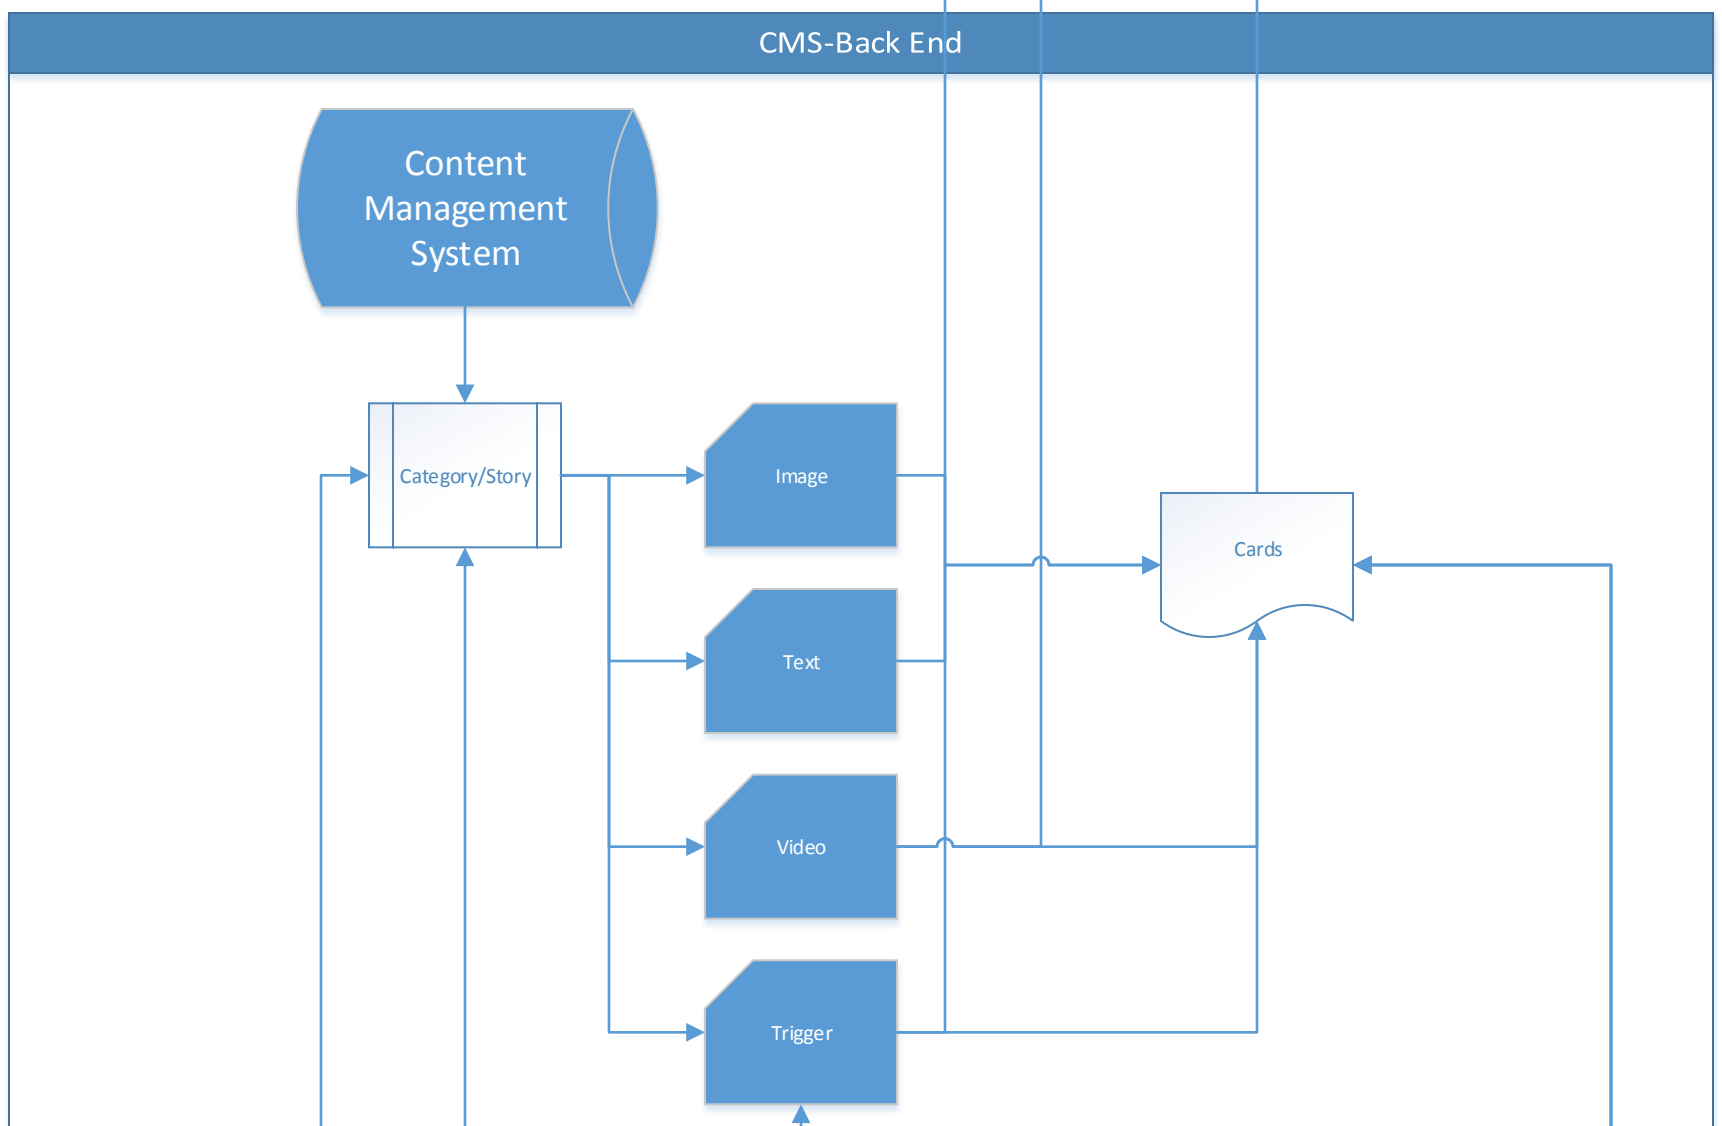 CMS-Back End
Content
Management
System
Category/Story
Image
Cards
Text
Video
Trigger